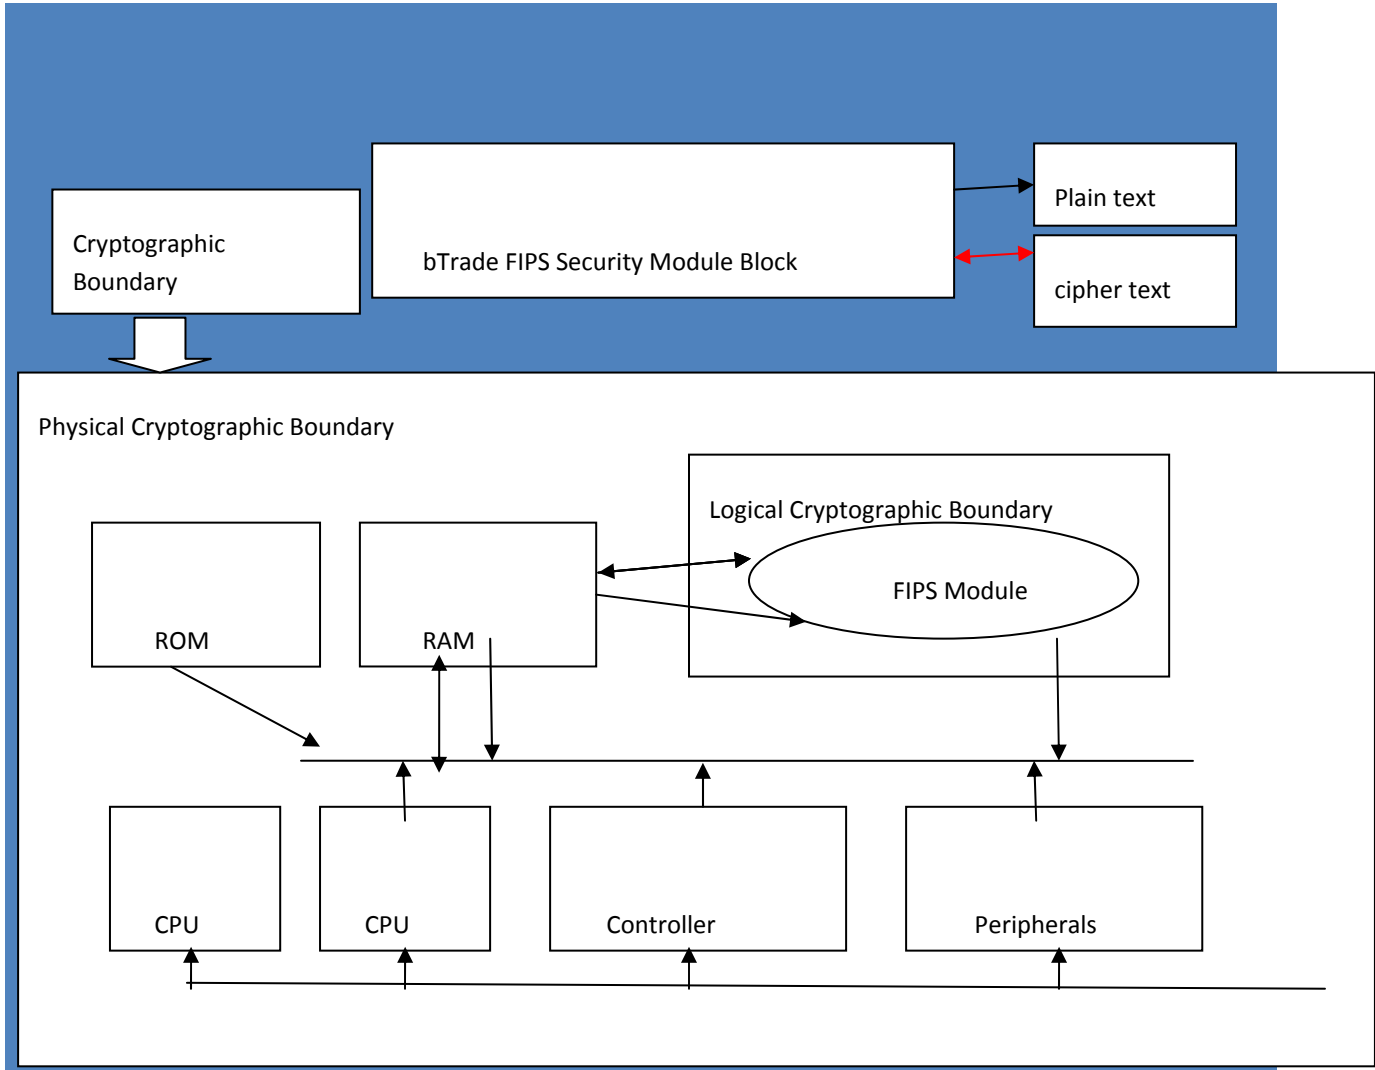 Plain text
Cryptographic
Boundary
bTrade FIPS Security Module Block
cipher text
Physical Cryptographic Boundary
Logical Cryptographic Boundary
FIPS Module
ROM
RAM
CPU
CPU
Controller
Peripherals